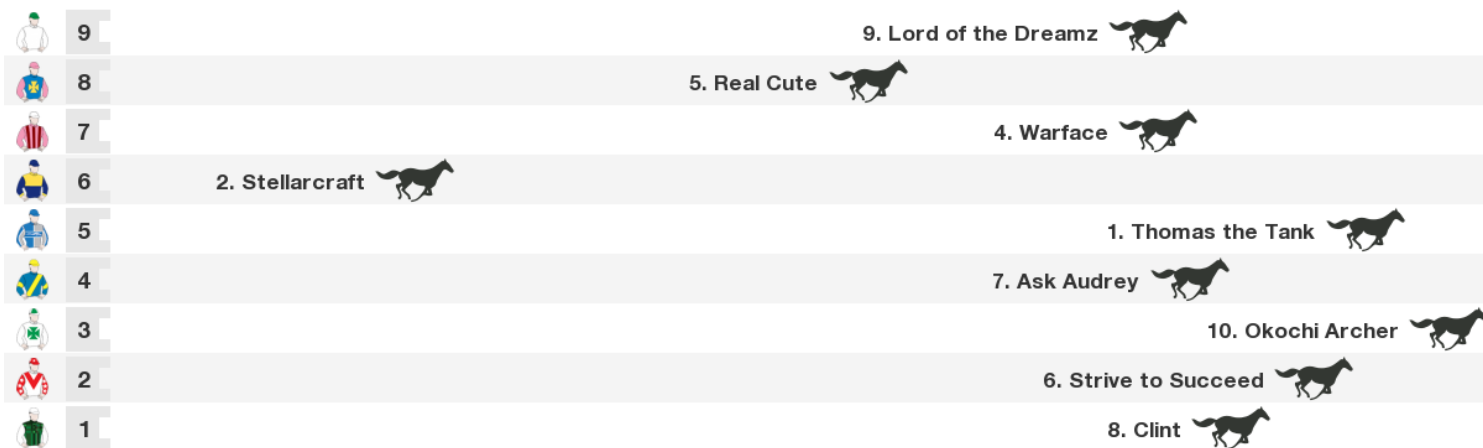 9 9. Lord of the Dreamz
8 5. Real Cute
7 4. Warface
6 2. Stellarcraft
5 1. Thomas the Tank
4 7. Ask Audrey
3 10. Okochi Archer
2 6. Strive to Succeed
1 8. Clint